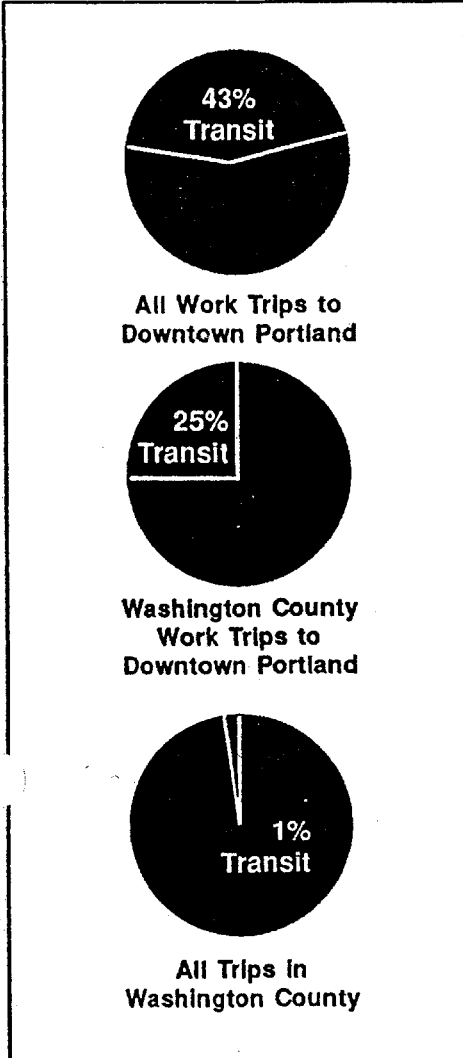 43%
Transit
All Work Trips to
Downtown Portland
25%
Transit
Washington County
Work Trips to
Downtown Portland
1%
Transit
All Trips in
Washington County